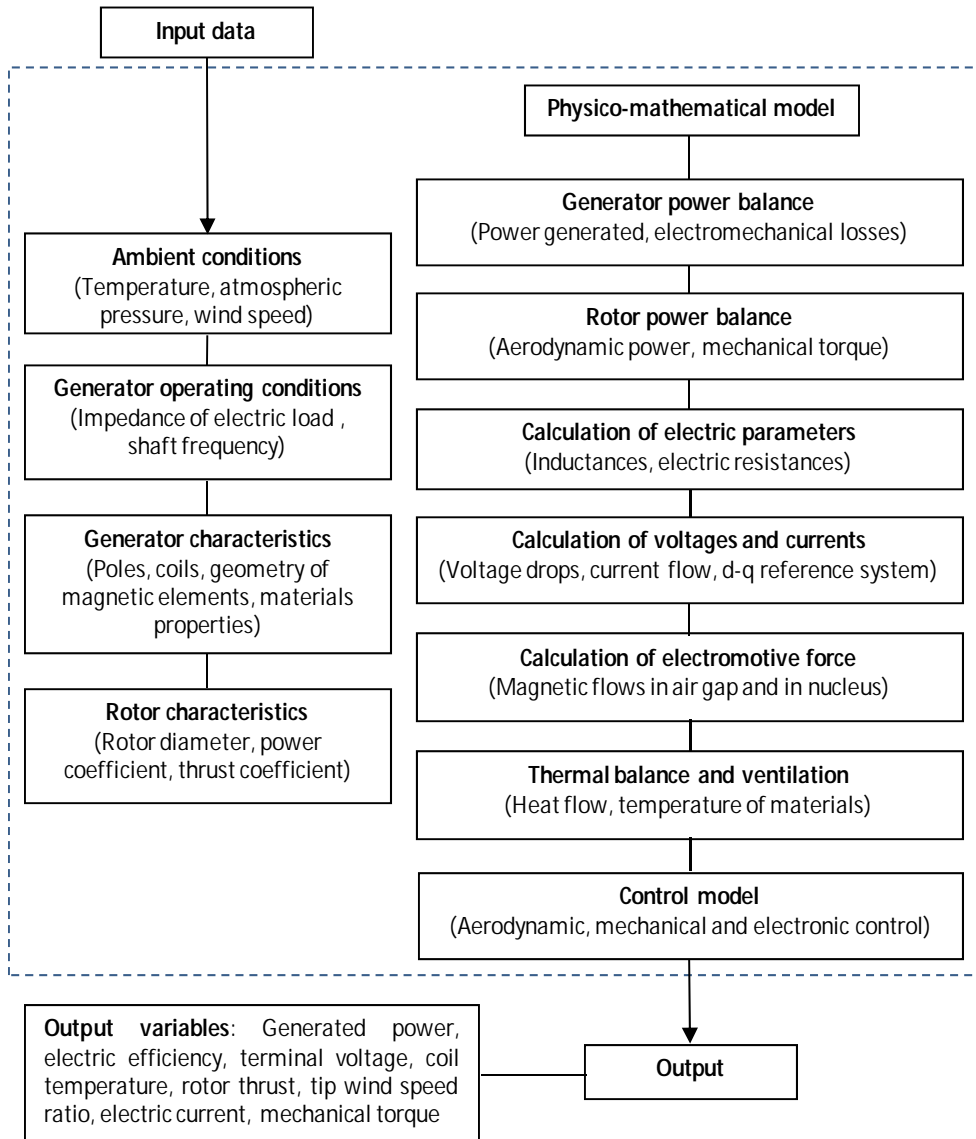 Input data
Physico-mathematical model
Generator power balance
(Power generated, electromechanical losses)
Ambient conditions
(Temperature, atmospheric
pressure, wind speed)
Rotor power balance
(Aerodynamic power, mechanical torque)
Generator operating conditions
(Impedance of electric load ,
shaft frequency)
Calculation of electric parameters
(Inductances, electric resistances)
Generator characteristics
(Poles, coils, geometry of
magnetic elements, materials
properties)
Calculation of voltages and currents
(Voltage drops, current flow, d-q reference system)
Calculation of electromotive force
(Magnetic flows in air gap and in nucleus)
Rotor characteristics
(Rotor diameter, power
coefficient, thrust coefficient)
Thermal balance and ventilation
(Heat flow, temperature of materials)
Control model
(Aerodynamic, mechanical and electronic control)
Output variables: Generated power,
electric efficiency, terminal voltage, coil
temperature, rotor thrust, tip wind speed
ratio, electric current, mechanical torque
Output